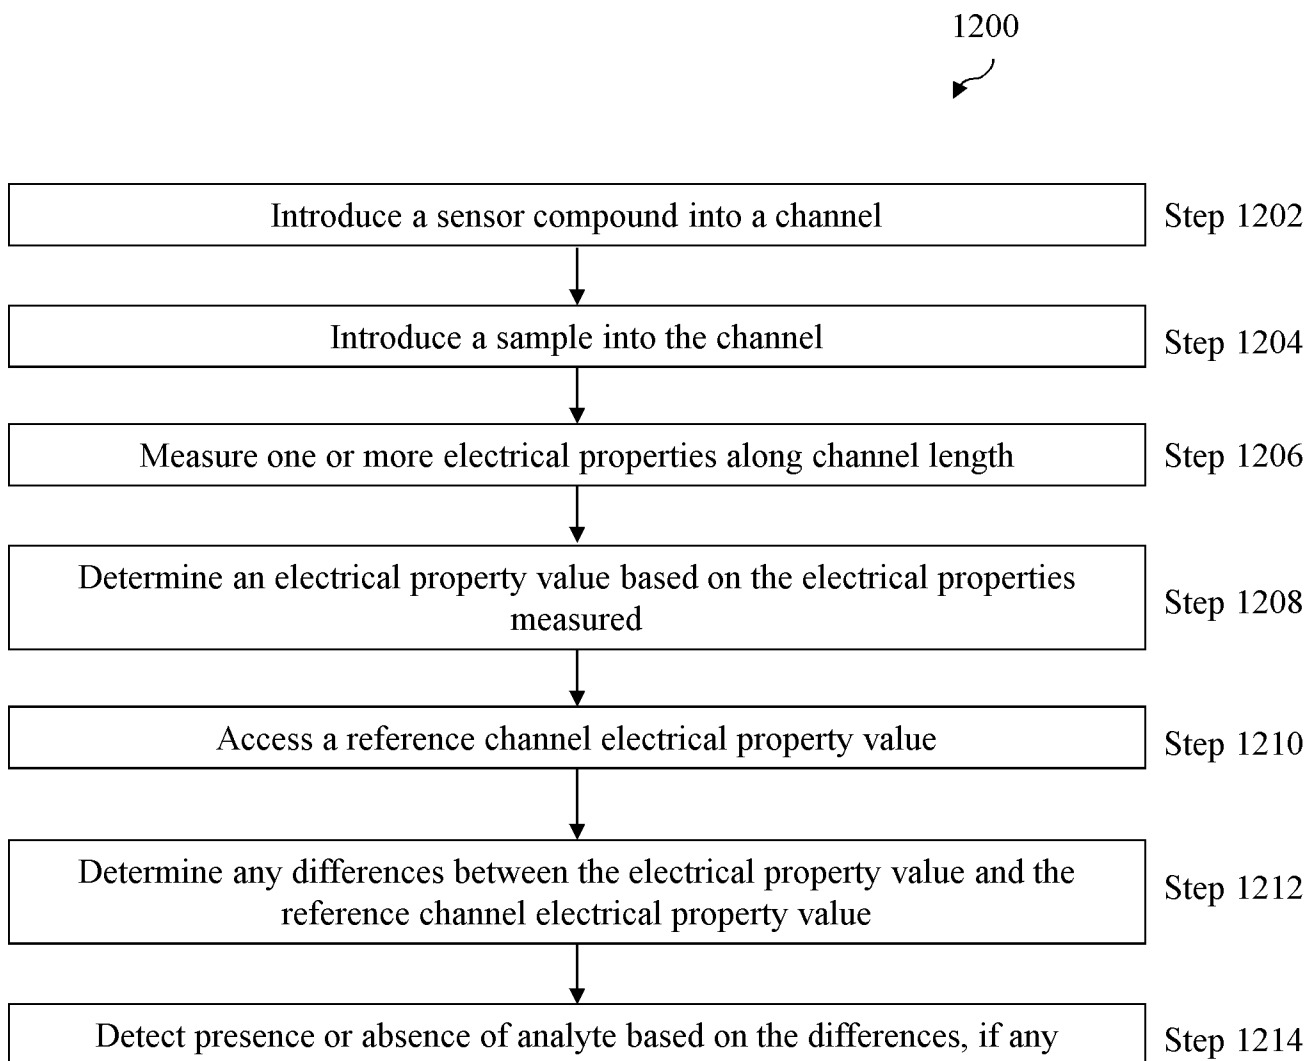 1200
Introduce a sensor compound into a channel
Step 1202
Introduce a sample into the channel
Step 1204
Measure one or more electrical properties along channel length
Step 1206
Determine an electrical property value based on the electrical properties
measured
Step 1208
Access a reference channel electrical property value
Step 1210
Determine any differences between the electrical property value and the
reference channel electrical property value
Step 1212
Detect presence or absence of analyte based on the differences, if any
Step 1214